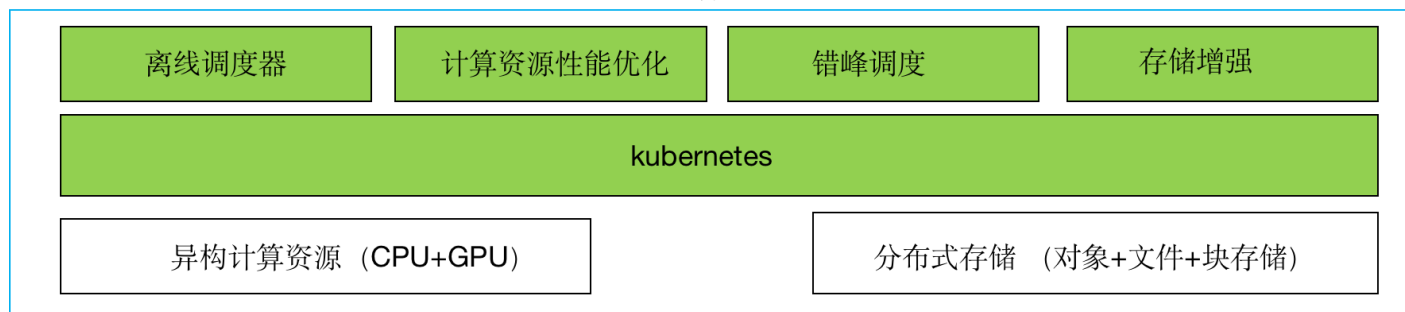 离线调度器
计算资源性能优化
错峰调度
存储增强
kubernetes
异构计算资源（CPU+GPU）
分布式存储 （对象+文件+块存储）